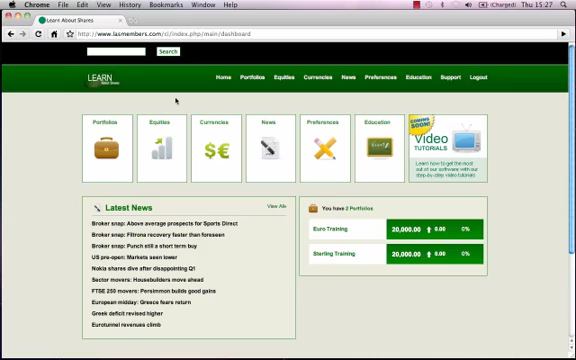 Chrome File Edit View History Bookmarks Window Help (Charged) Thu 15:27
Learn About Shares
http://www.lasmembers.com/ci/index.php/main/dashboard
Search
LEARN
About Shares
Home Portfolios Equities Currencies News Preferences Education Support Logout
Portfolios Equities Currencies News Preferences Education
COMING SOON!
Video
TUTORIALS
Learn how to get the most
out of our software with our
step-by-step video tutorials
Latest News View All
Broker snap: Above average prospects for Sports Direct
Broker snap: Filtrona recovery faster than foreseen
Broker snap: Punch still a short term buy
US pre-open: Markets seen lower
Nokia shares dive after disappointing Q1
Sector movers: Housebuilders move ahead
FTSE 250 movers: Persimmon builds good gains
European midday: Greece fears return
Greek deficit revised higher
Eurotunnel revenues climb
You have 2 Portfolios
Euro Training 20,000.00 0.00 0%
Sterling Training 20,000.00 0.00 0%